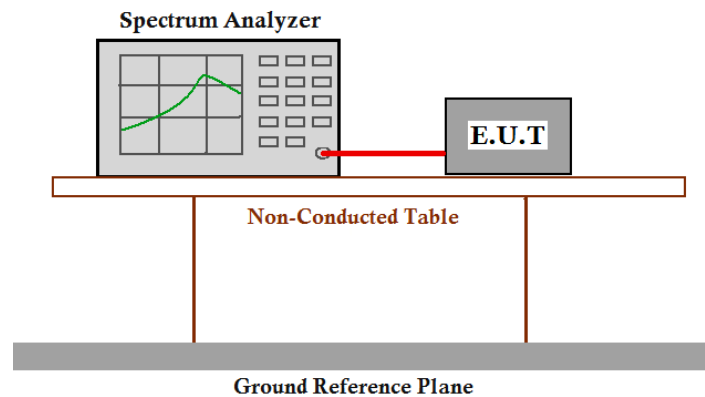 Spectrum Analyzer
E.U.T
Non-Conducted Table
Ground Reference Plane